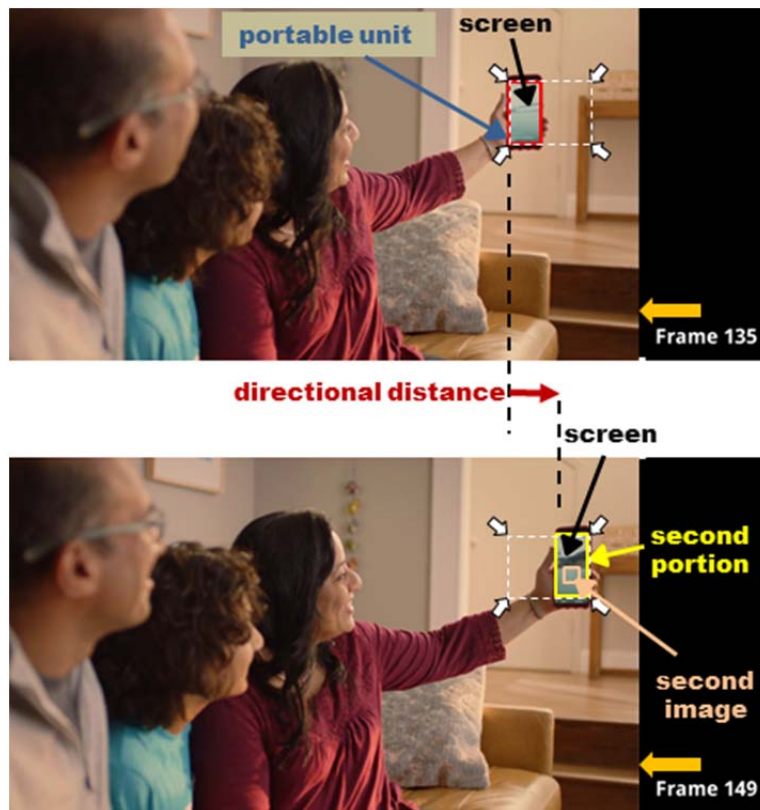 screen
portable unit
Frame 135
directional distance
screen
second
portion
second
image
Frame 149